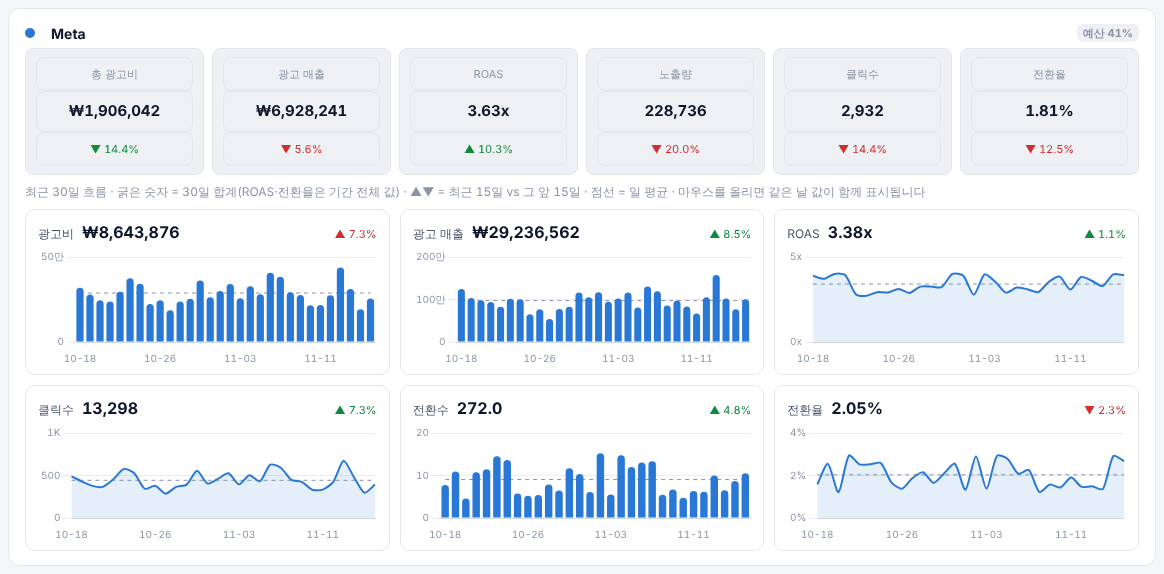 Meta
예산 41%
총 광고비
광고 매출
ROAS
노출량
클릭수
전환율
₩1,906,042
₩6,928,241
3.63x
228,736
2,932
1.81%
▼ 14.4%
▼ 5.6%
▲ 10.3%
▼ 20.0%
▼ 14.4%
▼ 12.5%
최근 30일 흐름 · 굵은 숫자 = 30일 합계(ROAS·전환율은 기간 전체 값) · ▲▼ = 최근 15일 vs 그 앞 15일 · 점선 = 일 평균 · 마우스를 올리면 같은 날 값이 함께 표시됩니다
광고비 ₩8,643,876 ▲ 7.3%
50만
0
10-18 10-26 11-03 11-11
광고 매출 ₩29,236,562 ▲ 8.5%
200만
100만
0
10-18 10-26 11-03 11-11
ROAS 3.38x ▲ 1.1%
5x
0x
10-18 10-26 11-03 11-11
클릭수 13,298 ▲ 7.3%
1K
500
0
10-18 10-26 11-03 11-11
전환수 272.0 ▲ 4.8%
20
10
0
10-18 10-26 11-03 11-11
전환율 2.05% ▼ 2.3%
4%
2%
0%
10-18 10-26 11-03 11-11